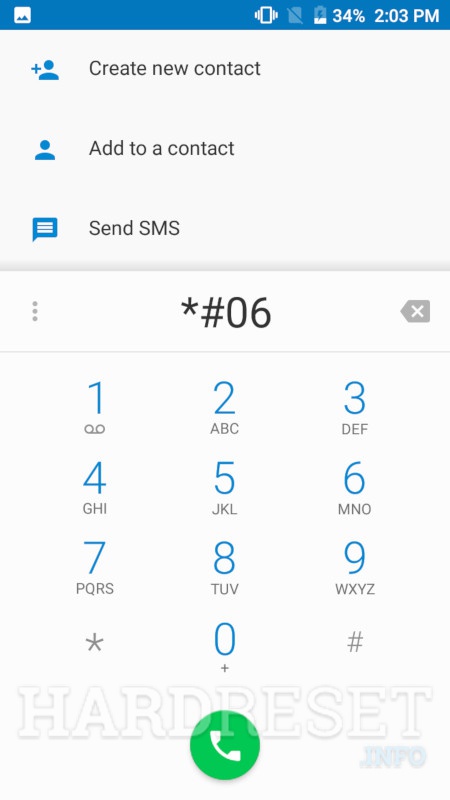 34% 2:03 PM
Create new contact
Add to a contact
Send SMS
*#06
1 2 3
ABC DEF
4 5 6
GHI JKL MNO
7 8 9
PQRS TUV WXYZ
* 0 #
+
HARDRESET
.INFO